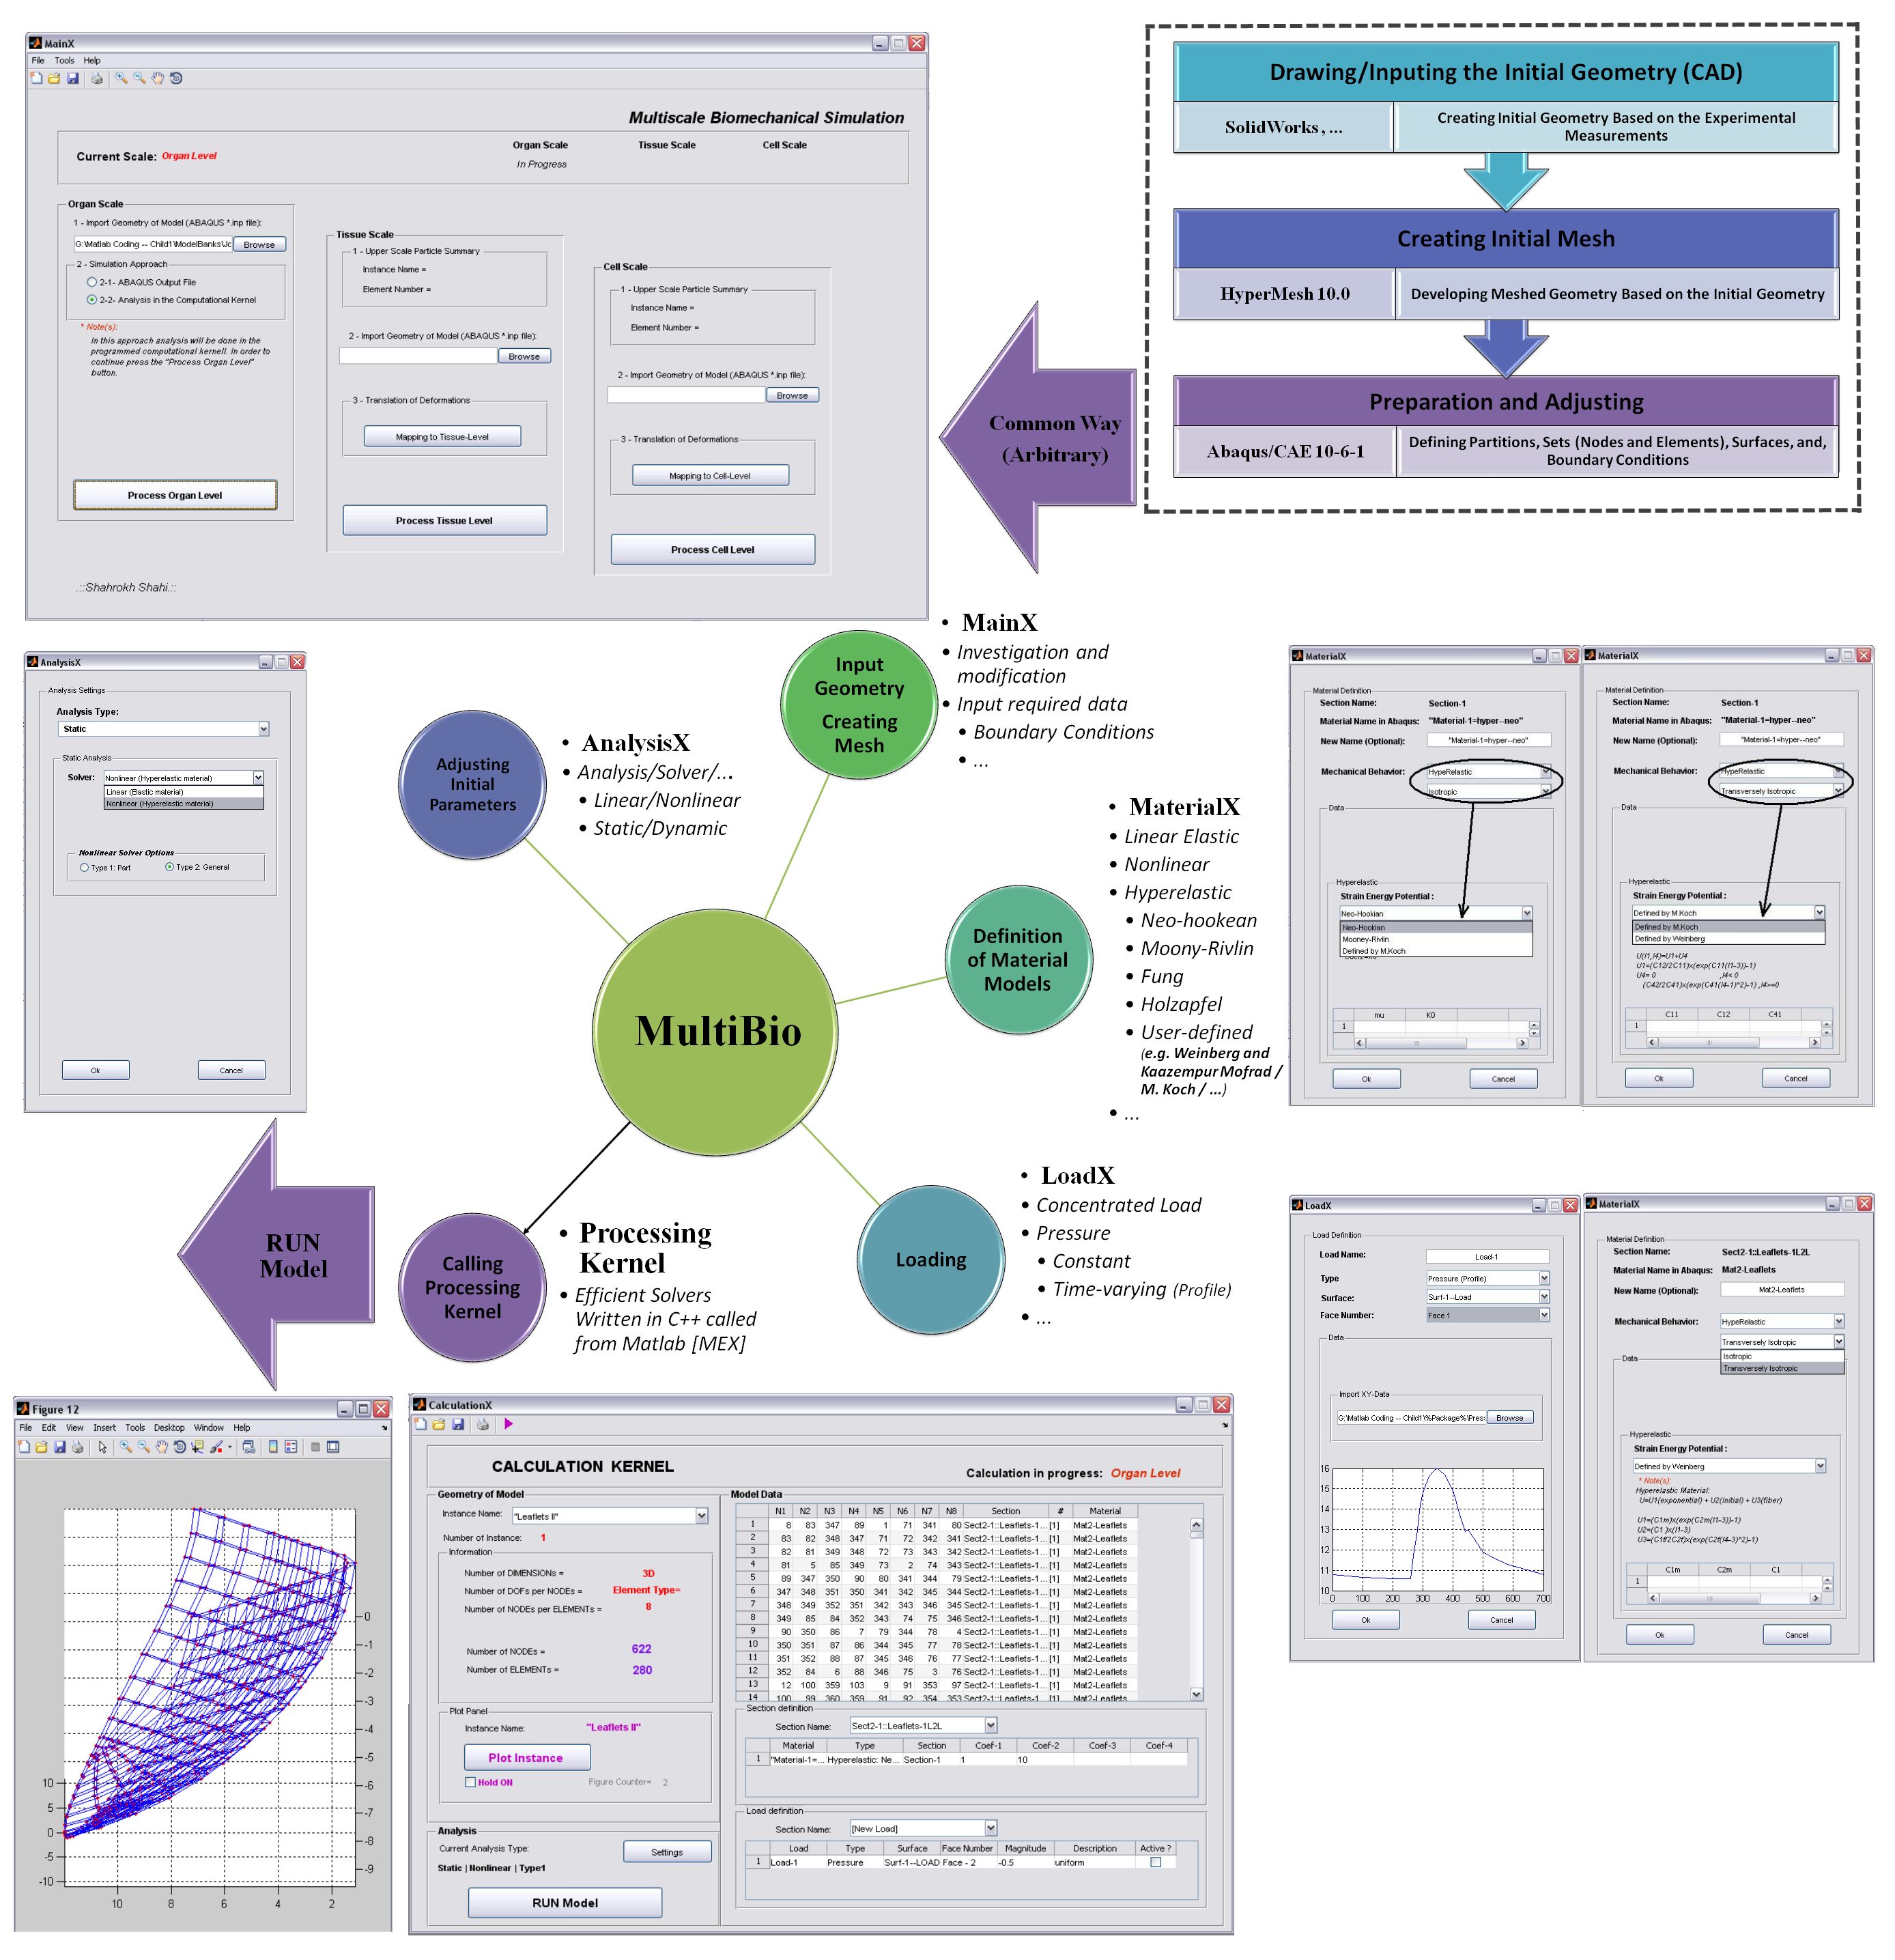 MainX
File Tools Help
Multiscale Biomechanical Simulation
Current Scale: Organ Level
Organ Scale Tissue Scale Cell Scale
In Progress
Organ Scale
1 - Import Geometry of Model (ABAQUS *.inp file):
G:\Matlab Coding -- Child1\ModelBanks\Jc Browse
2 - Simulation Approach
2-1- ABAQUS Output File
2-2- Analysis in the Computational Kernel
* Note(s):
In this approach analysis will be done in the
programmed computational kernell. In order to
continue press the "Process Organ Level"
button.
Process Organ Level
Tissue Scale
1 - Upper Scale Particle Summary
Instance Name =
Element Number =
2 - Import Geometry of Model (ABAQUS *.inp file):
Browse
3 - Translation of Deformations
Mapping to Tissue-Level
Process Tissue Level
Cell Scale
1 - Upper Scale Particle Summary
Instance Name =
Element Number =
2 - Import Geometry of Model (ABAQUS *.inp file):
Browse
3 - Translation of Deformations
Mapping to Cell-Level
Process Cell Level
.::Shahrokh Shahi.::
Common Way
(Arbitrary)
Drawing/Inputing the Initial Geometry (CAD)
SolidWorks , ...
Creating Initial Geometry Based on the Experimental
Measurements
Creating Initial Mesh
HyperMesh 10.0
Developing Meshed Geometry Based on the Initial Geometry
Preparation and Adjusting
Abaqus/CAE 10-6-1
Defining Partitions, Sets (Nodes and Elements), Surfaces, and,
Boundary Conditions
AnalysisX
Analysis Settings
Analysis Type:
Static
Static Analysis
Solver: Nonlinear (Hyperelastic material)
Linear (Elastic material)
Nonlinear (Hyperelastic material)
Nonlinear Solver Options
Type 1: Part Type 2: General
Ok Cancel
MultiBio
Adjusting
Initial
Parameters
• AnalysisX
• Analysis/Solver/...
• Linear/Nonlinear
• Static/Dynamic
Input
Geometry
Creating
Mesh
• MainX
• Investigation and
modification
• Input required data
• Boundary Conditions
• ...
Definition
of Material
Models
• MaterialX
• Linear Elastic
• Nonlinear
• Hyperelastic
• Neo-hookean
• Moony-Rivlin
• Fung
• Holzapfel
• User-defined
(e.g. Weinberg and
Kaazempur Mofrad /
M. Koch / ...)
• ...
Loading
• LoadX
• Concentrated Load
• Pressure
• Constant
• Time-varying (Profile)
• ...
Calling
Processing
Kernel
• Processing
Kernel
• Efficient Solvers
Written in C++ called
from Matlab [MEX]
RUN
Model
MaterialX
Material Definition
Section Name: Section-1
Material Name in Abaqus: "Material-1=hyper--neo"
New Name (Optional): "Material-1=hyper--neo"
Mechanical Behavior: HypeRelastic
Isotropic
Data
Hyperelastic
Strain Energy Potential :
Neo-Hookian
Neo-Hookian
Mooney-Rivlin
Defined by M.Koch
mu K0
1
Ok Cancel
MaterialX
Material Definition
Section Name: Section-1
Material Name in Abaqus: "Material-1=hyper--neo"
New Name (Optional): "Material-1=hyper--neo"
Mechanical Behavior: HypeRelastic
Transversely Isotropic
Data
Hyperelastic
Strain Energy Potential :
Defined by M.Koch
Defined by M.Koch
Defined by Weinberg
U(I1,I4)=U1+U4
U1=(C12/2C11)x(exp(C11(I1-3))-1)
U4= 0 ,I4< 0
(C42/2C41)x(exp(C41(I4-1)^2)-1) ,I4>=0
C11 C12 C41
1
Ok Cancel
LoadX
Load Definition
Load Name: Load-1
Type Pressure (Profile)
Surface: Surf-1--Load
Face Number: Face 1
Data
Import XY-Data
G:\Matlab Coding -- Child1\%Package%\Pres: Browse
16
15
14
13
12
11
10
0 100 200 300 400 500 600 700
Ok Cancel
MaterialX
Material Definition
Section Name: Sect2-1::Leaflets-1L2L
Material Name in Abaqus: Mat2-Leaflets
New Name (Optional): Mat2-Leaflets
Mechanical Behavior: HypeRelastic
Transversely Isotropic
Isotropic
Transversely Isotropic
Data
Hyperelastic
Strain Energy Potential :
Defined by Weinberg
* Note(s):
Hyperelastic Material:
U=U1(exponential) + U2(initial) + U3(fiber)
U1=(C1m)x(exp(C2m(I1-3))-1)
U2=(C1 )x(I1-3)
U3=(C1f/2C2f)x(exp(C2f(I4-3)^2)-1)
C1m C2m C1
1
Ok Cancel
Figure 12
File Edit View Insert Tools Desktop Window Help
0
-1
-2
-3
-4
-5
-6
-7
-8
-9
10
5
0
-5
-10
10 8 6 4 2
CalculationX
CALCULATION KERNEL
Calculation in progress: Organ Level
Geometry of Model
Instance Name: "Leaflets II"
Number of Instance: 1
Information
Number of DIMENSIONs = 3D
Number of DOFs per NODEs = Element Type=
Number of NODEs per ELEMENTs = 8
Number of NODEs = 622
Number of ELEMENTs = 280
Plot Panel
Instance Name: "Leaflets II"
Plot Instance
Hold ON Figure Counter= 2
Analysis
Current Analysis Type: Settings
Static | Nonlinear | Type1
RUN Model
Model Data
N1 N2 N3 N4 N5 N6 N7 N8 Section # Material
1 8 83 347 89 1 71 341 80 Sect2-1::Leaflets-1... [1] Mat2-Leaflets
2 83 82 348 347 71 72 342 341 Sect2-1::Leaflets-1... [1] Mat2-Leaflets
3 82 81 349 348 72 73 343 342 Sect2-1::Leaflets-1... [1] Mat2-Leaflets
4 81 5 85 349 73 2 74 343 Sect2-1::Leaflets-1... [1] Mat2-Leaflets
5 89 347 350 90 80 341 344 79 Sect2-1::Leaflets-1... [1] Mat2-Leaflets
6 347 348 351 350 341 342 345 344 Sect2-1::Leaflets-1... [1] Mat2-Leaflets
7 348 349 352 351 342 343 346 345 Sect2-1::Leaflets-1... [1] Mat2-Leaflets
8 349 85 84 352 343 74 75 346 Sect2-1::Leaflets-1... [1] Mat2-Leaflets
9 90 350 86 7 79 344 78 4 Sect2-1::Leaflets-1... [1] Mat2-Leaflets
10 350 351 87 86 344 345 77 78 Sect2-1::Leaflets-1... [1] Mat2-Leaflets
11 351 352 88 87 345 346 76 77 Sect2-1::Leaflets-1... [1] Mat2-Leaflets
12 352 84 6 88 346 75 3 76 Sect2-1::Leaflets-1... [1] Mat2-Leaflets
13 12 100 359 103 9 91 353 97 Sect2-1::Leaflets-1... [1] Mat2-Leaflets
14 100 99 360 359 91 92 354 353 Sect2-1::Leaflets-1... [1] Mat2-Leaflets
Section definition
Section Name: Sect2-1::Leaflets-1L2L
Material Type Section Coef-1 Coef-2 Coef-3 Coef-4
1 "Material-1=... Hyperelastic: Ne... Section-1 1 10
Load definition
Section Name: [New Load]
Load Type Surface Face Number Magnitude Description Active ?
1 Load-1 Pressure Surf-1--LOAD Face - 2 -0.5 uniform